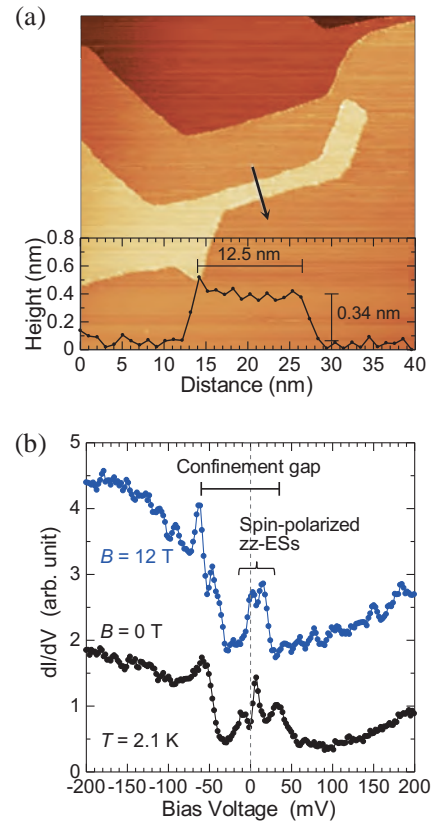 (a)
12.5 nm
0.34 nm
0.8
0.6
0.4
0.2
0
Height (nm)
0 5 10 15 20 25 30 35 40
Distance (nm)
(b)
5
4
3
2
1
0
dI/dV (arb. unit)
Confinement gap
Spin-polarized
zz-ESs
B = 12 T
B = 0 T
T = 2.1 K
-200 -150 -100 -50 0 50 100 150 200
Bias Voltage (mV)